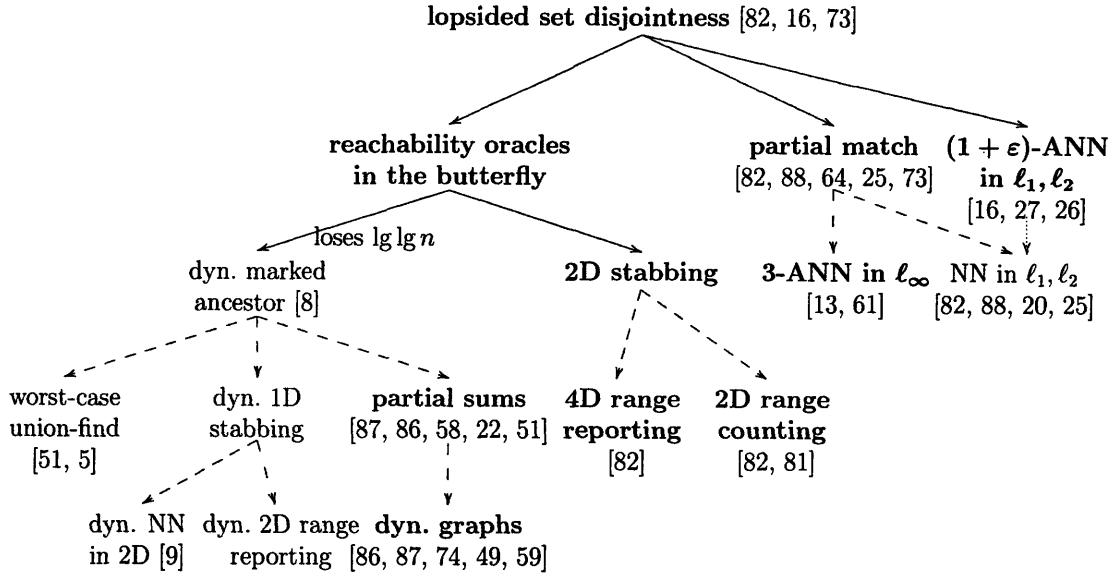 lopsided set disjointness [82, 16, 73]
reachability oracles
in the butterfly
partial match
[82, 88, 64, 25, 73]
(1 + ε)-ANN
in ℓ₁, ℓ₂
[16, 27, 26]
loses lg lg n
dyn. marked
ancestor [8]
2D stabbing
3-ANN in ℓ∞
[13, 61]
NN in ℓ₁, ℓ₂
[82, 88, 20, 25]
worst-case
union-find
[51, 5]
dyn. 1D
stabbing
partial sums
[87, 86, 58, 22, 51]
4D range
reporting
[82]
2D range
counting
[82, 81]
dyn. NN
in 2D [9]
dyn. 2D range
reporting
dyn. graphs
[86, 87, 74, 49, 59]